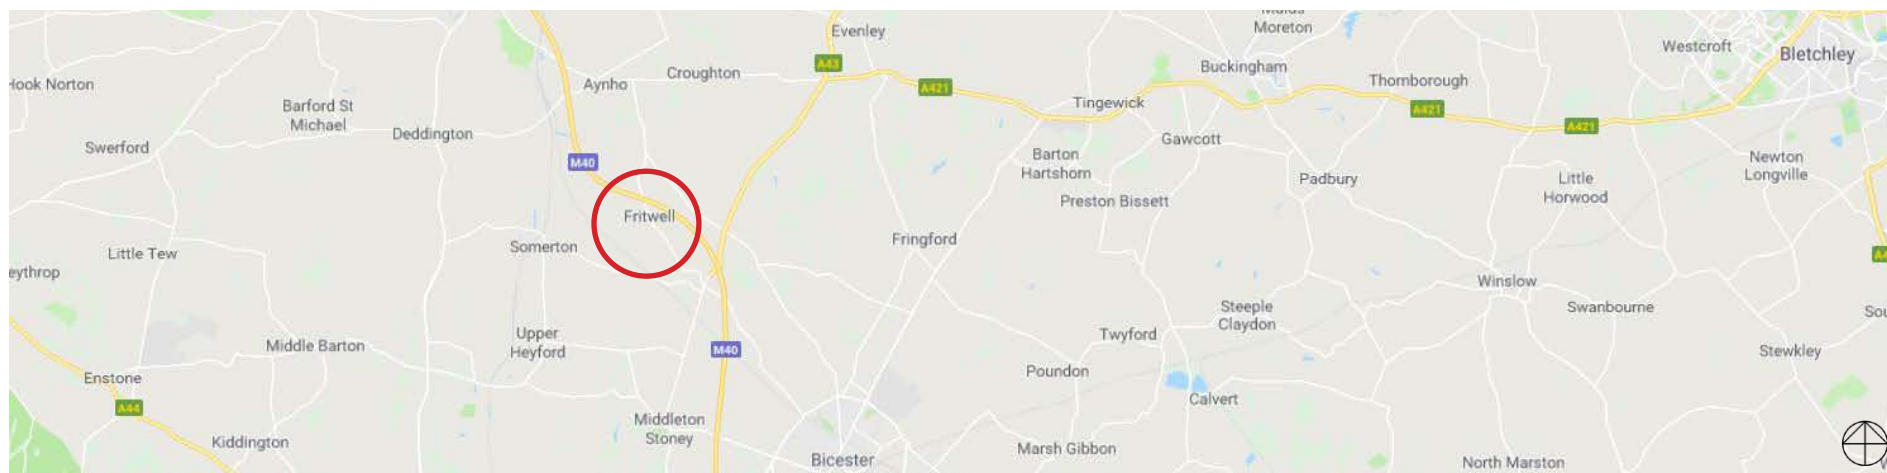 Moreton
Evenley
Westcroft
Bletchley
A43
Buckingham
Croughton
Aynho
Thornborough
Hook Norton
A421
Barford St
Michael
Tingewick
A421
A421
Deddington
Gawcott
Swerford
M40
Barton
Hartshorn
Newton
Longville
Padbury
Little
Horwood
Preston Bissett
Fritwell
Fringford
Somerton
Little Tew
A4
eythrop
Winslow
Steeple
Claydon
Swanbourne
Sou
Upper
Heyford
Twyford
Middle Barton
M40
Stewkley
Poundon
Enstone
A44
Calvert
Middleton
Stoney
Kiddington
Marsh Gibbon
Bicester
North Marston